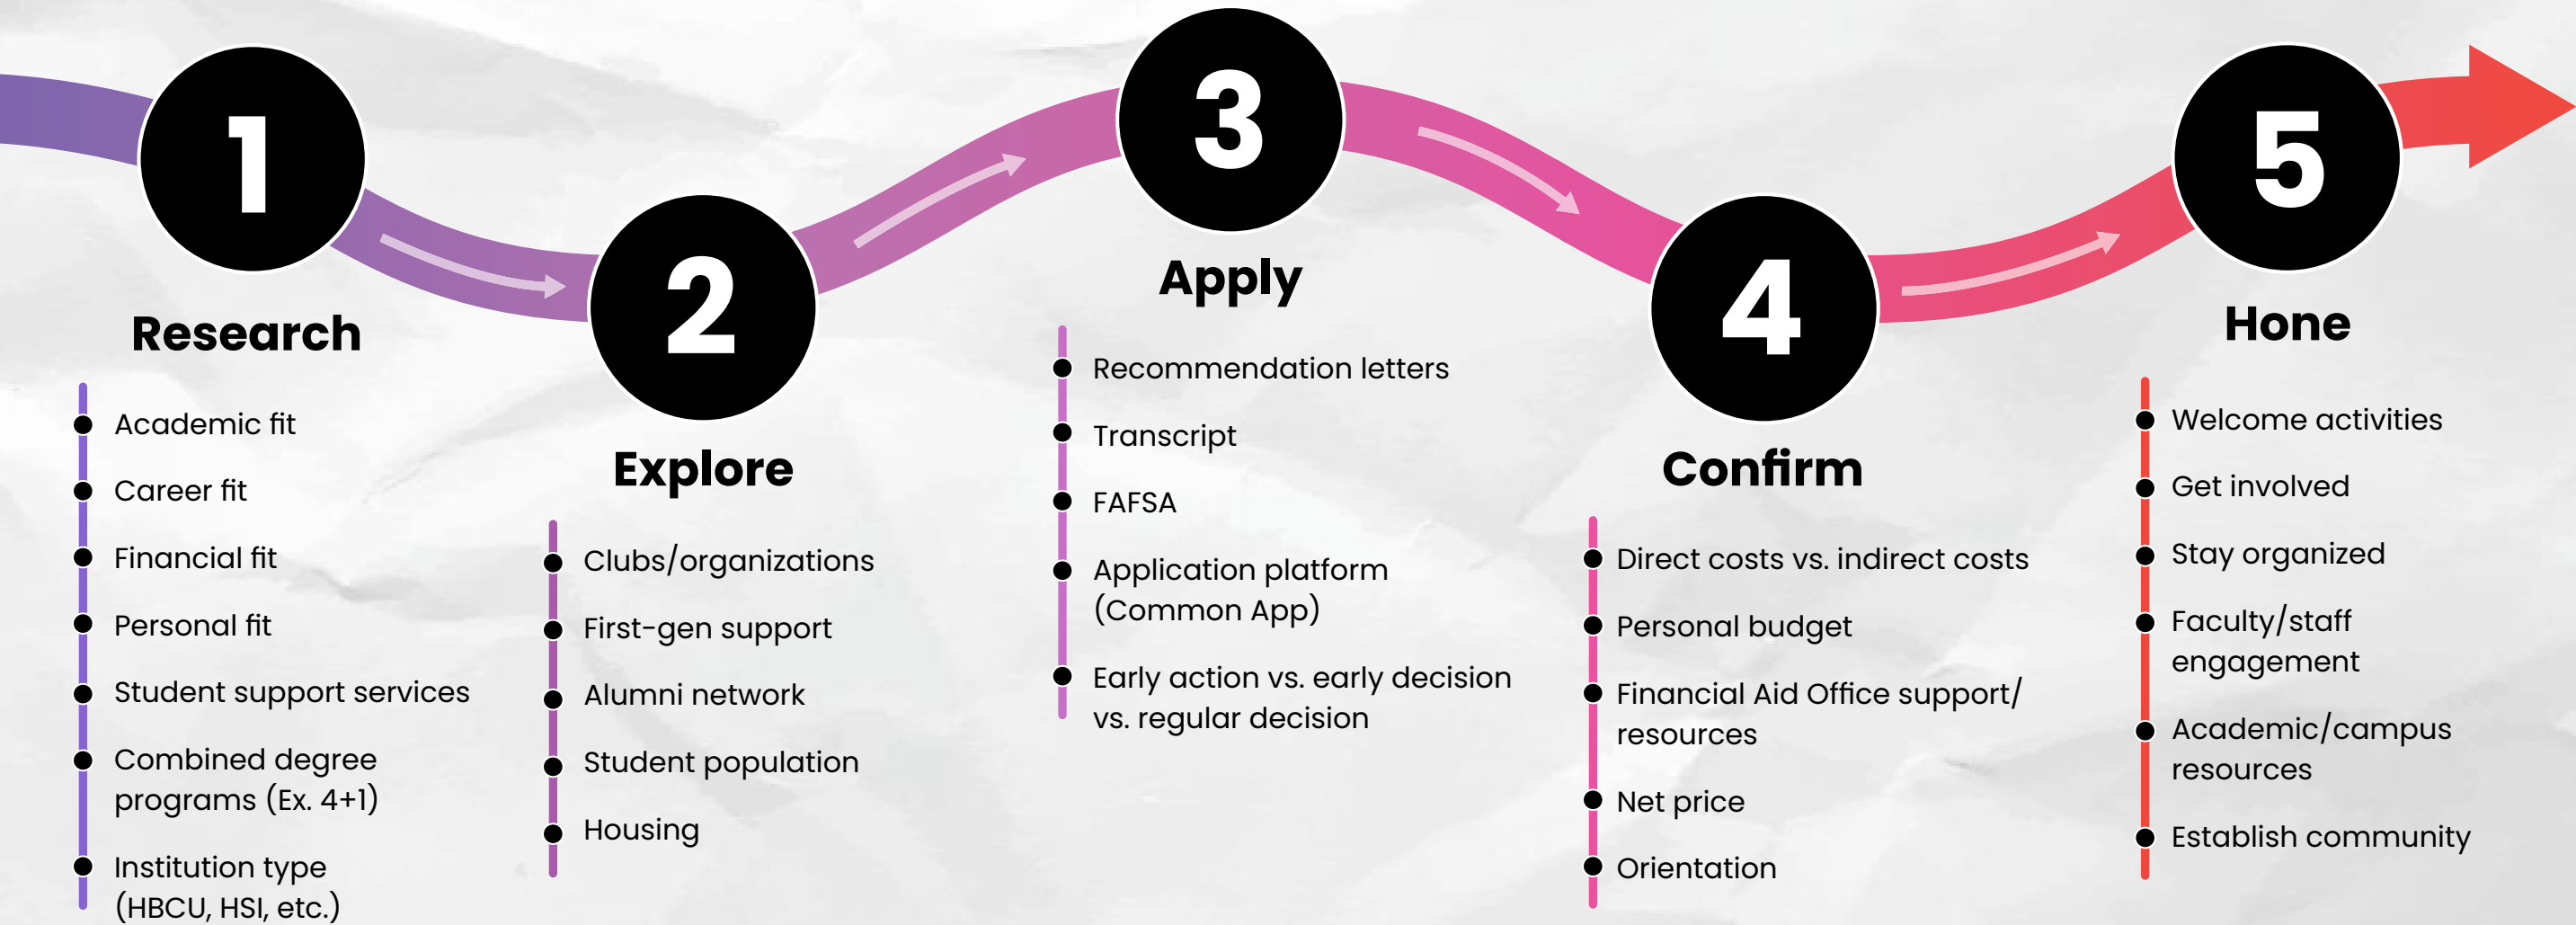 1
Research
Academic fit
Career fit
Financial fit
Personal fit
Student support services
Combined degree
programs (Ex. 4+1)
Institution type
(HBCU, HSI, etc.)
2
Explore
Clubs/organizations
First-gen support
Alumni network
Student population
Housing
3
Apply
Recommendation letters
Transcript
FAFSA
Application platform
(Common App)
Early action vs. early decision
vs. regular decision
4
Confirm
Direct costs vs. indirect costs
Personal budget
Financial Aid Office support/
resources
Net price
Orientation
5
Hone
Welcome activities
Get involved
Stay organized
Faculty/staff
engagement
Academic/campus
resources
Establish community